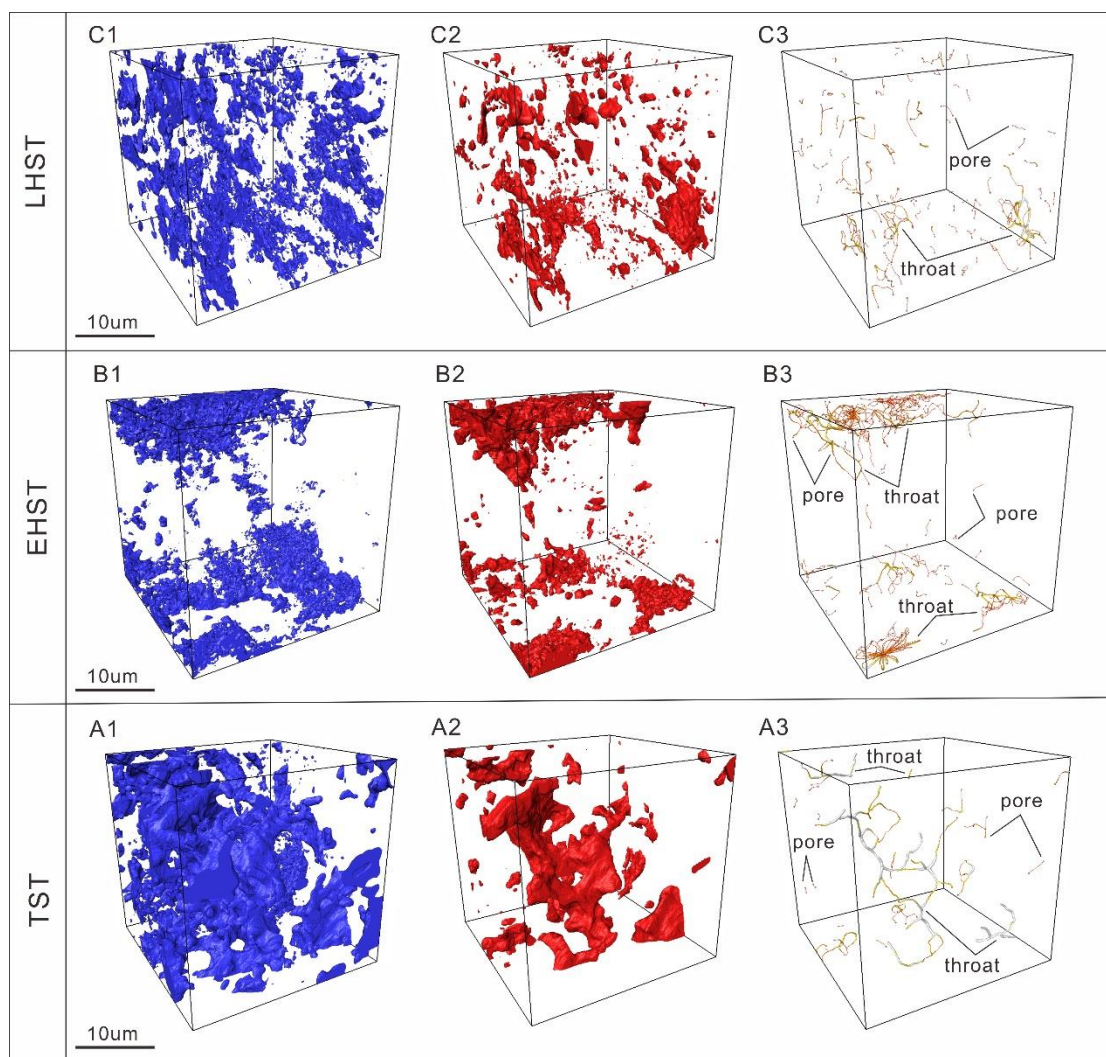 LHST
C1
C2
C3
pore
throat
10um
EHST
B1
B2
B3
pore
throat
pore
throat
10um
TST
A1
A2
A3
throat
pore
pore
throat
10um